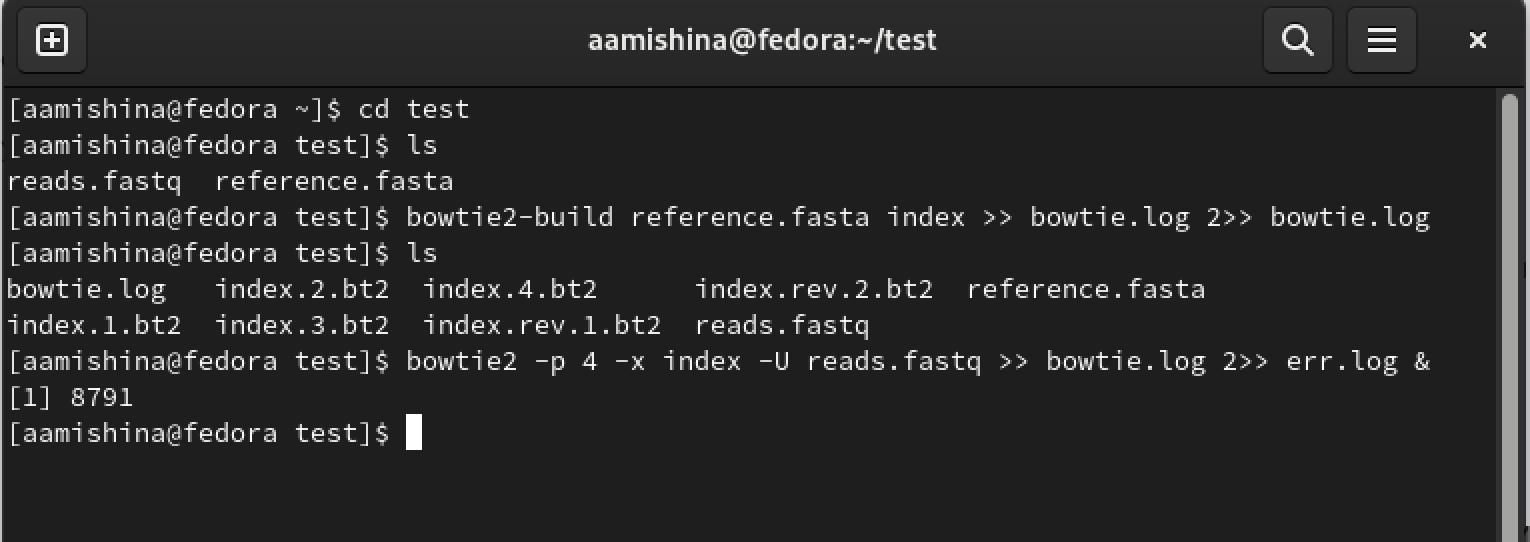 aamishina@fedora:~/test
[aamishina@fedora ~]$ cd test
[aamishina@fedora test]$ ls
reads.fastq  reference.fasta
[aamishina@fedora test]$ bowtie2-build reference.fasta index >> bowtie.log 2>> bowtie.log
[aamishina@fedora test]$ ls
bowtie.log   index.2.bt2  index.4.bt2      index.rev.2.bt2  reference.fasta
index.1.bt2  index.3.bt2  index.rev.1.bt2  reads.fastq
[aamishina@fedora test]$ bowtie2 -p 4 -x index -U reads.fastq >> bowtie.log 2>> err.log &
[1] 8791
[aamishina@fedora test]$